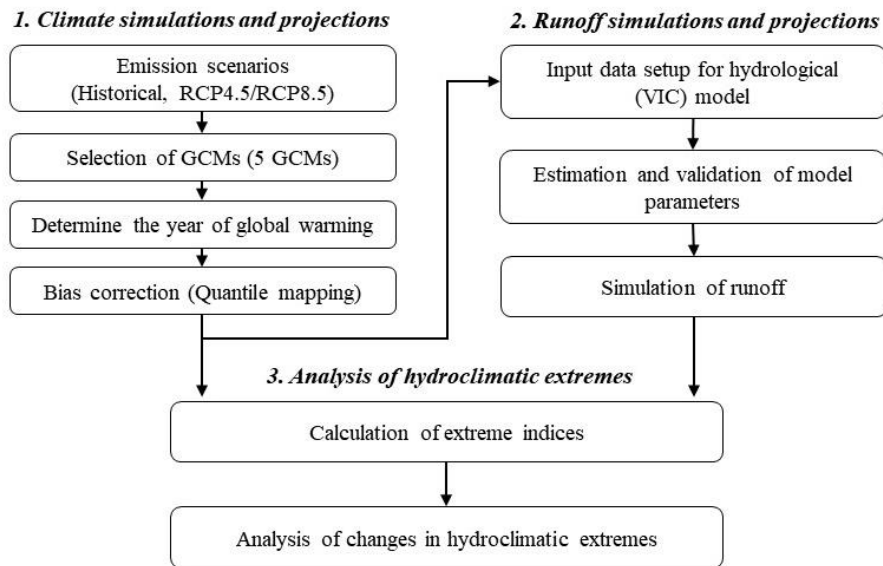 1. Climate simulations and projections
Emission scenarios
(Historical, RCP4.5/RCP8.5)
Selection of GCMs (5 GCMs)
Determine the year of global warming
Bias correction (Quantile mapping)
2. Runoff simulations and projections
Input data setup for hydrological
(VIC) model
Estimation and validation of model
parameters
Simulation of runoff
3. Analysis of hydroclimatic extremes
Calculation of extreme indices
Analysis of changes in hydroclimatic extremes